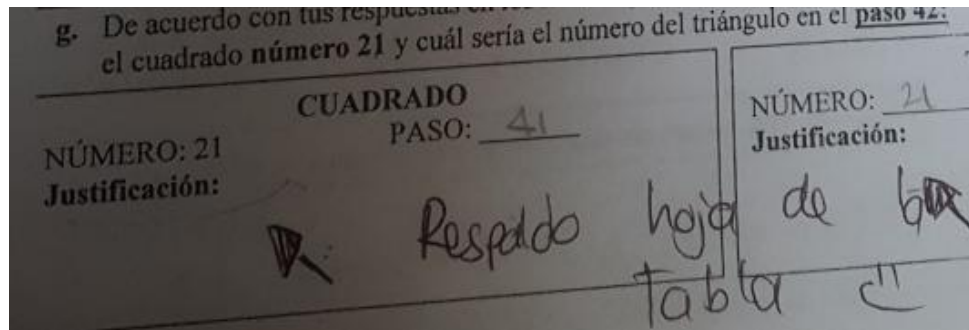 g. De acuerdo con tus respuestas en
el cuadrado número 21 y cuál sería el número del triángulo en el paso 42:
CUADRADO
NÚMERO: 21 PASO: 41
Justificación:
NÚMERO: 21
Justificación:
Respaldo hoja de
tabla